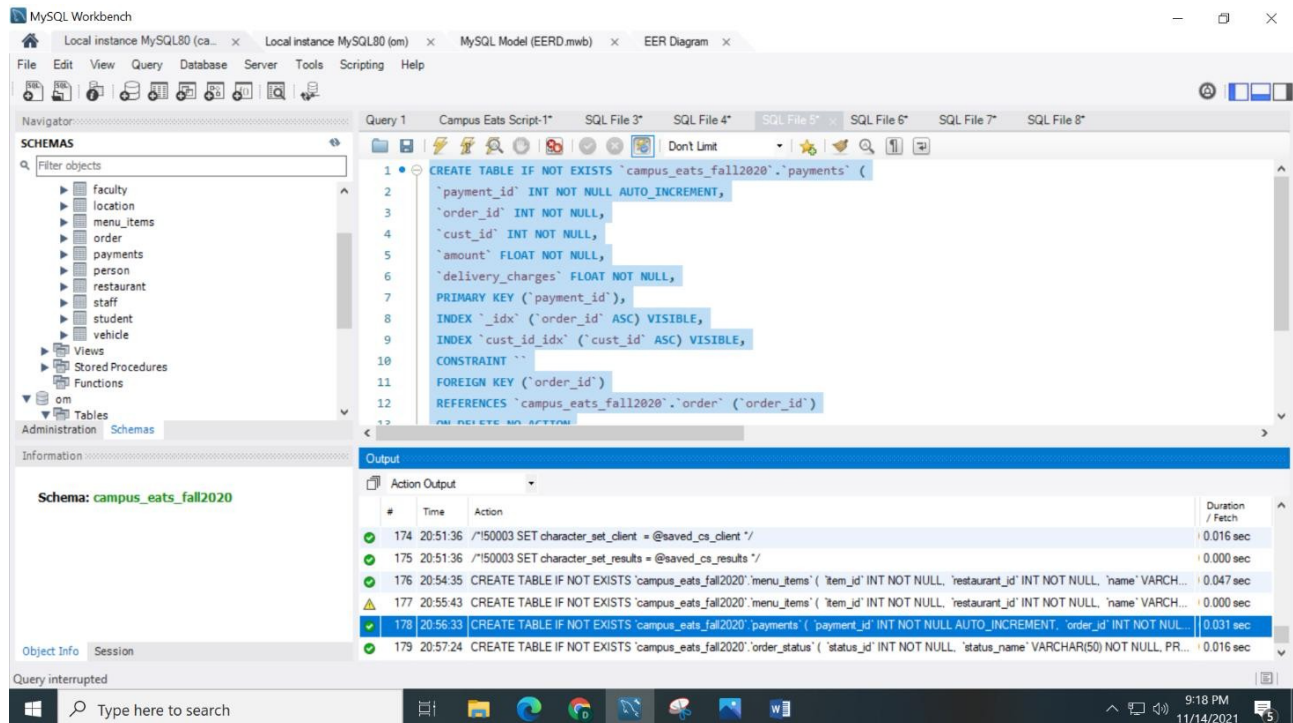 MySQL Workbench
Local instance MySQL80 (ca... × Local instance MySQL80 (om) × MySQL Model (EERD.mwb) × EER Diagram ×
File Edit View Query Database Server Tools Scripting Help
Navigator
SCHEMAS
Filter objects
faculty
location
menu_items
order
payments
person
restaurant
staff
student
vehicle
Views
Stored Procedures
Functions
om
Tables
Administration Schemas
Information
Schema: campus_eats_fall2020
Object Info Session
Query 1 Campus Eats Script-1* SQL File 3* SQL File 4* SQL File 5* × SQL File 6* SQL File 7* SQL File 8*
Don't Limit
1 CREATE TABLE IF NOT EXISTS `campus_eats_fall2020`.`payments` (
2 `payment_id` INT NOT NULL AUTO_INCREMENT,
3 `order_id` INT NOT NULL,
4 `cust_id` INT NOT NULL,
5 `amount` FLOAT NOT NULL,
6 `delivery_charges` FLOAT NOT NULL,
7 PRIMARY KEY (`payment_id`),
8 INDEX `_idx` (`order_id` ASC) VISIBLE,
9 INDEX `cust_id_idx` (`cust_id` ASC) VISIBLE,
10 CONSTRAINT ``
11 FOREIGN KEY (`order_id`)
12 REFERENCES `campus_eats_fall2020`.`order` (`order_id`)
13 ON DELETE NO ACTION
Output
Action Output
# Time Action Duration / Fetch
174 20:51:36 /*!50003 SET character_set_client = @saved_cs_client */ 0.016 sec
175 20:51:36 /*!50003 SET character_set_results = @saved_cs_results */ 0.000 sec
176 20:54:35 CREATE TABLE IF NOT EXISTS `campus_eats_fall2020`.`menu_items` ( `item_id` INT NOT NULL, `restaurant_id` INT NOT NULL, `name` VARCH... 0.047 sec
177 20:55:43 CREATE TABLE IF NOT EXISTS `campus_eats_fall2020`.`menu_items` ( `item_id` INT NOT NULL, `restaurant_id` INT NOT NULL, `name` VARCH... 0.000 sec
178 20:56:33 CREATE TABLE IF NOT EXISTS `campus_eats_fall2020`.`payments` ( `payment_id` INT NOT NULL AUTO_INCREMENT, `order_id` INT NOT NUL... 0.031 sec
179 20:57:24 CREATE TABLE IF NOT EXISTS `campus_eats_fall2020`.`order_status` ( `status_id` INT NOT NULL, `status_name` VARCHAR(50) NOT NULL, PR... 0.016 sec
Query interrupted
Type here to search
9:18 PM
11/14/2021
5